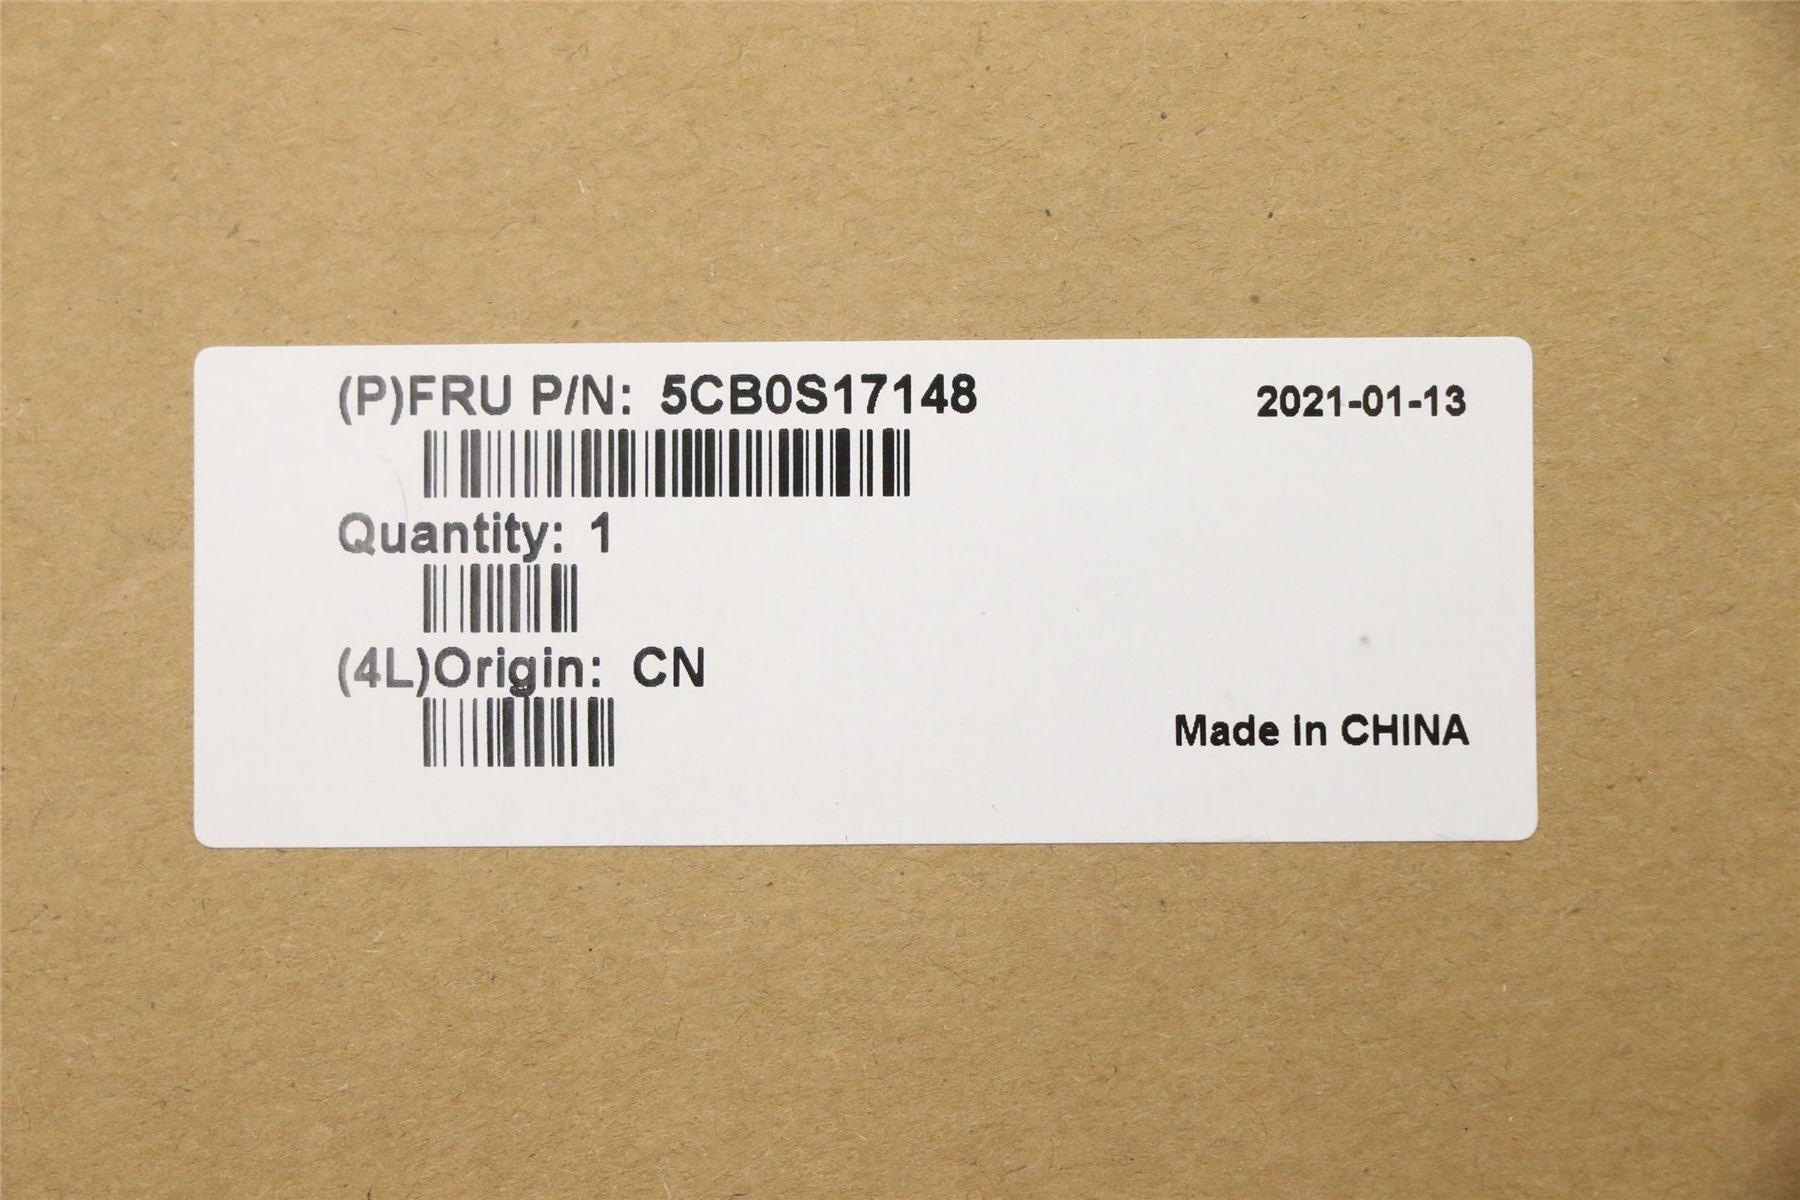 (P)FRU P/N: 5CB0S17148
2021-01-13
Quantity: 1
(4L)Origin: CN
Made in CHINA